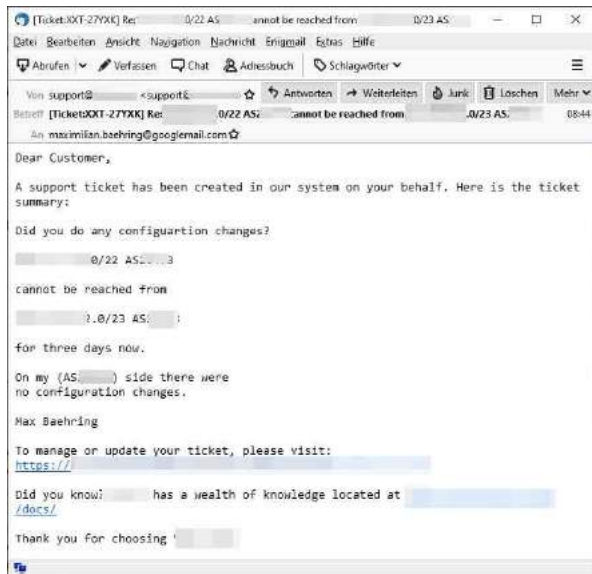 [Ticket:XXT-27YXK] Re: 0/22 AS annot be reached from 0/23 AS
Datei Bearbeiten Ansicht Navigation Nachricht Enigmail Extras Hilfe
Abrufen Verfassen Chat Adressbuch Schlagwörter
Von support@ <support@ Antworten Weiterleiten Junk Löschen Mehr
Betreff [Ticket:XXT-27YXK] Re: .0/22 AS cannot be reached from .0/23 AS. 08:44
An maximilian.baehring@googlemail.com
Dear Customer,
A support ticket has been created in our system on your behalf. Here is the ticket
summary:
Did you do any configuartion changes?
0/22 AS 3
cannot be reached from
2.0/23 AS
for three days now.
On my (AS ) side there were
no configuration changes.
Max Baehring
To manage or update your ticket, please visit:
https://
Did you know has a wealth of knowledge located at
/docs/
Thank you for choosing